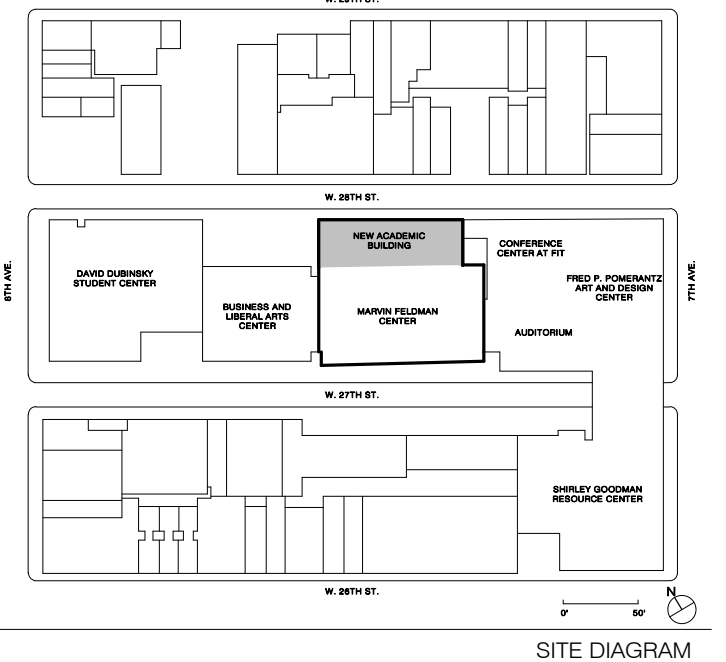 W. 28TH ST.
NEW ACADEMIC
BUILDING
CONFERENCE
CENTER AT FIT
DAVID DUBINSKY
STUDENT CENTER
FRED P. POMERANTZ
ART AND DESIGN
CENTER
8TH AVE.
7TH AVE.
BUSINESS AND
LIBERAL ARTS
CENTER
MARVIN FELDMAN
CENTER
AUDITORIUM
W. 27TH ST.
SHIRLEY GOODMAN
RESOURCE CENTER
W. 26TH ST.
N
0'
50'
SITE DIAGRAM